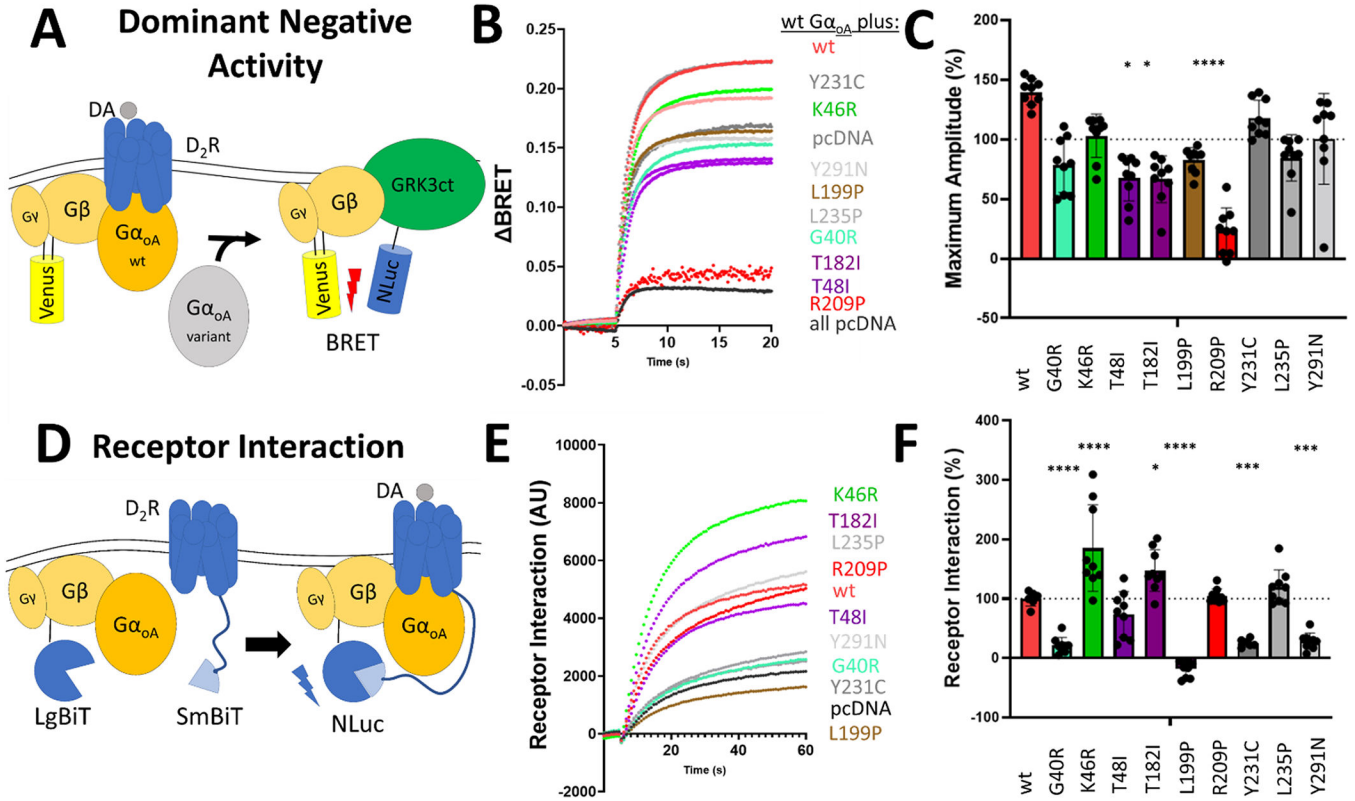 A
Dominant Negative
Activity
DA
D2R
Gγ
Gβ
GαoA
wt
Venus
GαoA
variant
Gγ
Gβ
GRK3ct
Venus
NLuc
BRET
B
ΔBRET
0.25
0.20
0.15
0.10
0.05
0.00
-0.05
5
10
15
20
Time (s)
wt GαoA plus:
wt
Y231C
K46R
pcDNA
Y291N
L199P
L235P
G40R
T182I
T48I
R209P
all pcDNA
C
Maximum Amplitude (%)
200
150
100
50
0
-50
* * ****
wt
G40R
K46R
T48I
T182I
L199P
R209P
Y231C
L235P
Y291N
D
Receptor Interaction
D2R
DA
Gγ
Gβ
GαoA
Gγ
Gβ
GαoA
LgBiT
SmBiT
NLuc
E
Receptor Interaction (AU)
10000
8000
6000
4000
2000
0
-2000
20
40
60
Time (s)
K46R
T182I
L235P
R209P
wt
T48I
Y291N
G40R
Y231C
pcDNA
L199P
F
Receptor Interaction (%)
400
300
200
100
0
-100
**** **** * **** *** ***
wt
G40R
K46R
T48I
T182I
L199P
R209P
Y231C
L235P
Y291N